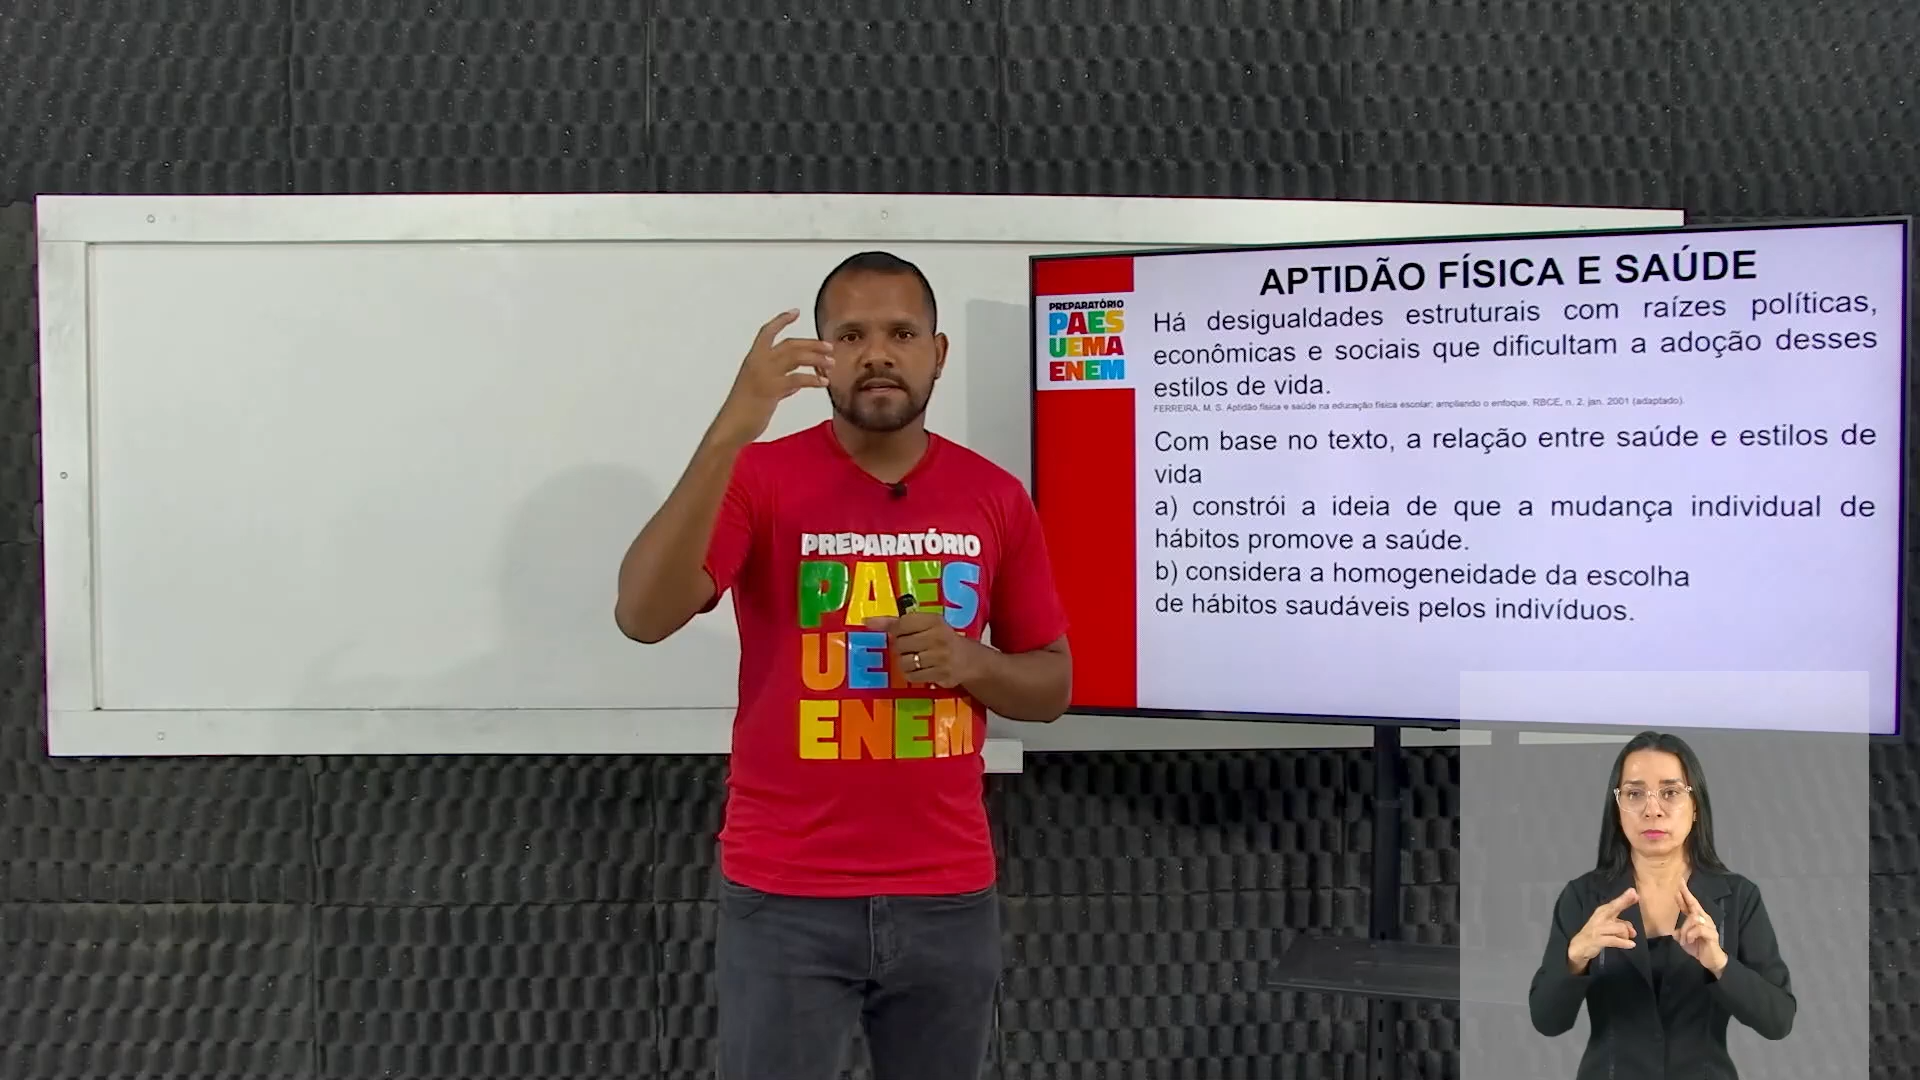 APTIDÃO FÍSICA E SAÚDE
PREPARATÓRIO
PAES
UEMA
ENEM
Há desigualdades estruturais com raízes políticas,
econômicas e sociais que dificultam a adoção desses
estilos de vida.
FERREIRA, M. S. Aptidão física e saúde na educação física escolar: ampliando o enfoque. RBCE, n. 2, jan. 2001 (adaptado).
Com base no texto, a relação entre saúde e estilos de
vida
a) constrói a ideia de que a mudança individual de
hábitos promove a saúde.
b) considera a homogeneidade da escolha
de hábitos saudáveis pelos indivíduos.
PREPARATÓRIO
PAES
UE
ENEM